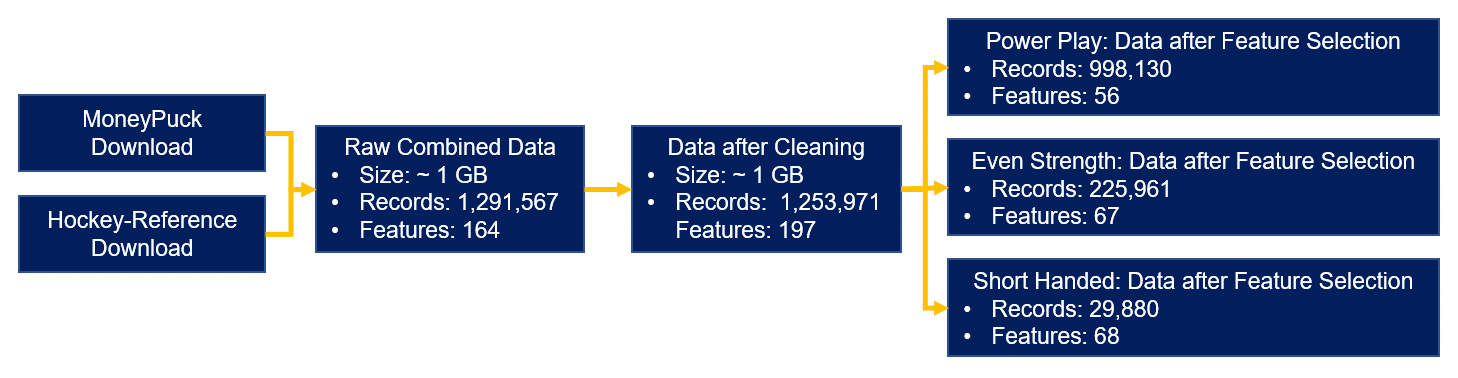 MoneyPuck
Download
Hockey-Reference
Download
Raw Combined Data
• Size: ~ 1 GB
• Records: 1,291,567
• Features: 164
Data after Cleaning
• Size: ~ 1 GB
• Records:  1,253,971
Features: 197
Power Play: Data after Feature Selection
• Records: 998,130
• Features: 56
Even Strength: Data after Feature Selection
• Records: 225,961
• Features: 67
Short Handed: Data after Feature Selection
• Records: 29,880
• Features: 68